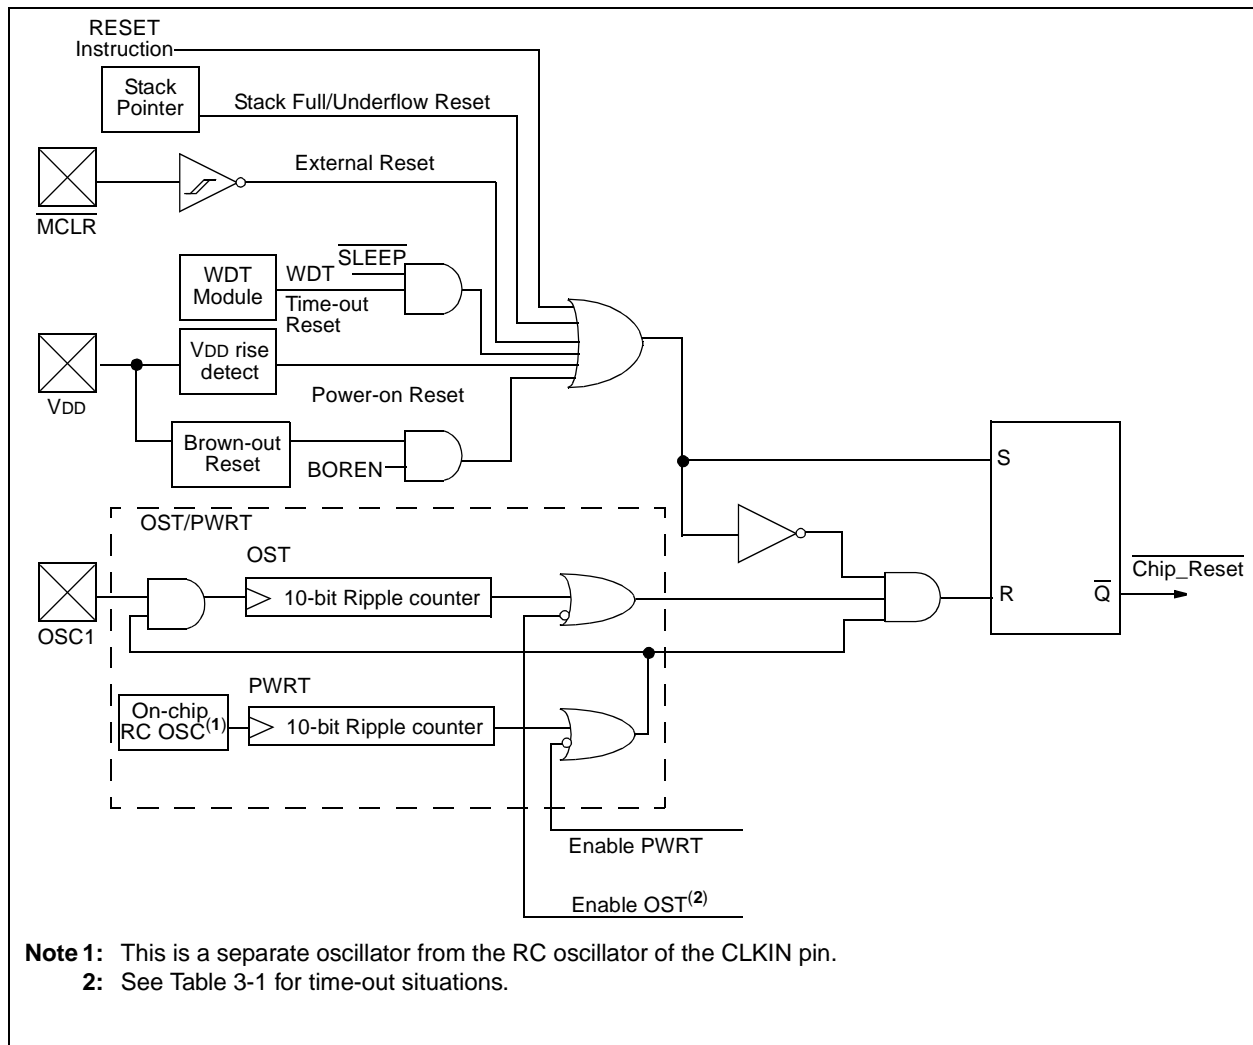 RESET
Instruction
Stack
Pointer
Stack Full/Underflow Reset
External Reset
MCLR
SLEEP
WDT
Module
WDT
Time-out
Reset
VDD rise
detect
VDD
Power-on Reset
Brown-out
Reset
BOREN
S
OST/PWRT
OST
Chip_Reset
10-bit Ripple counter
R
Q
OSC1
PWRT
On-chip
RC OSC(1)
10-bit Ripple counter
Enable PWRT
Enable OST(2)
Note 1: This is a separate oscillator from the RC oscillator of the CLKIN pin.
2: See Table 3-1 for time-out situations.